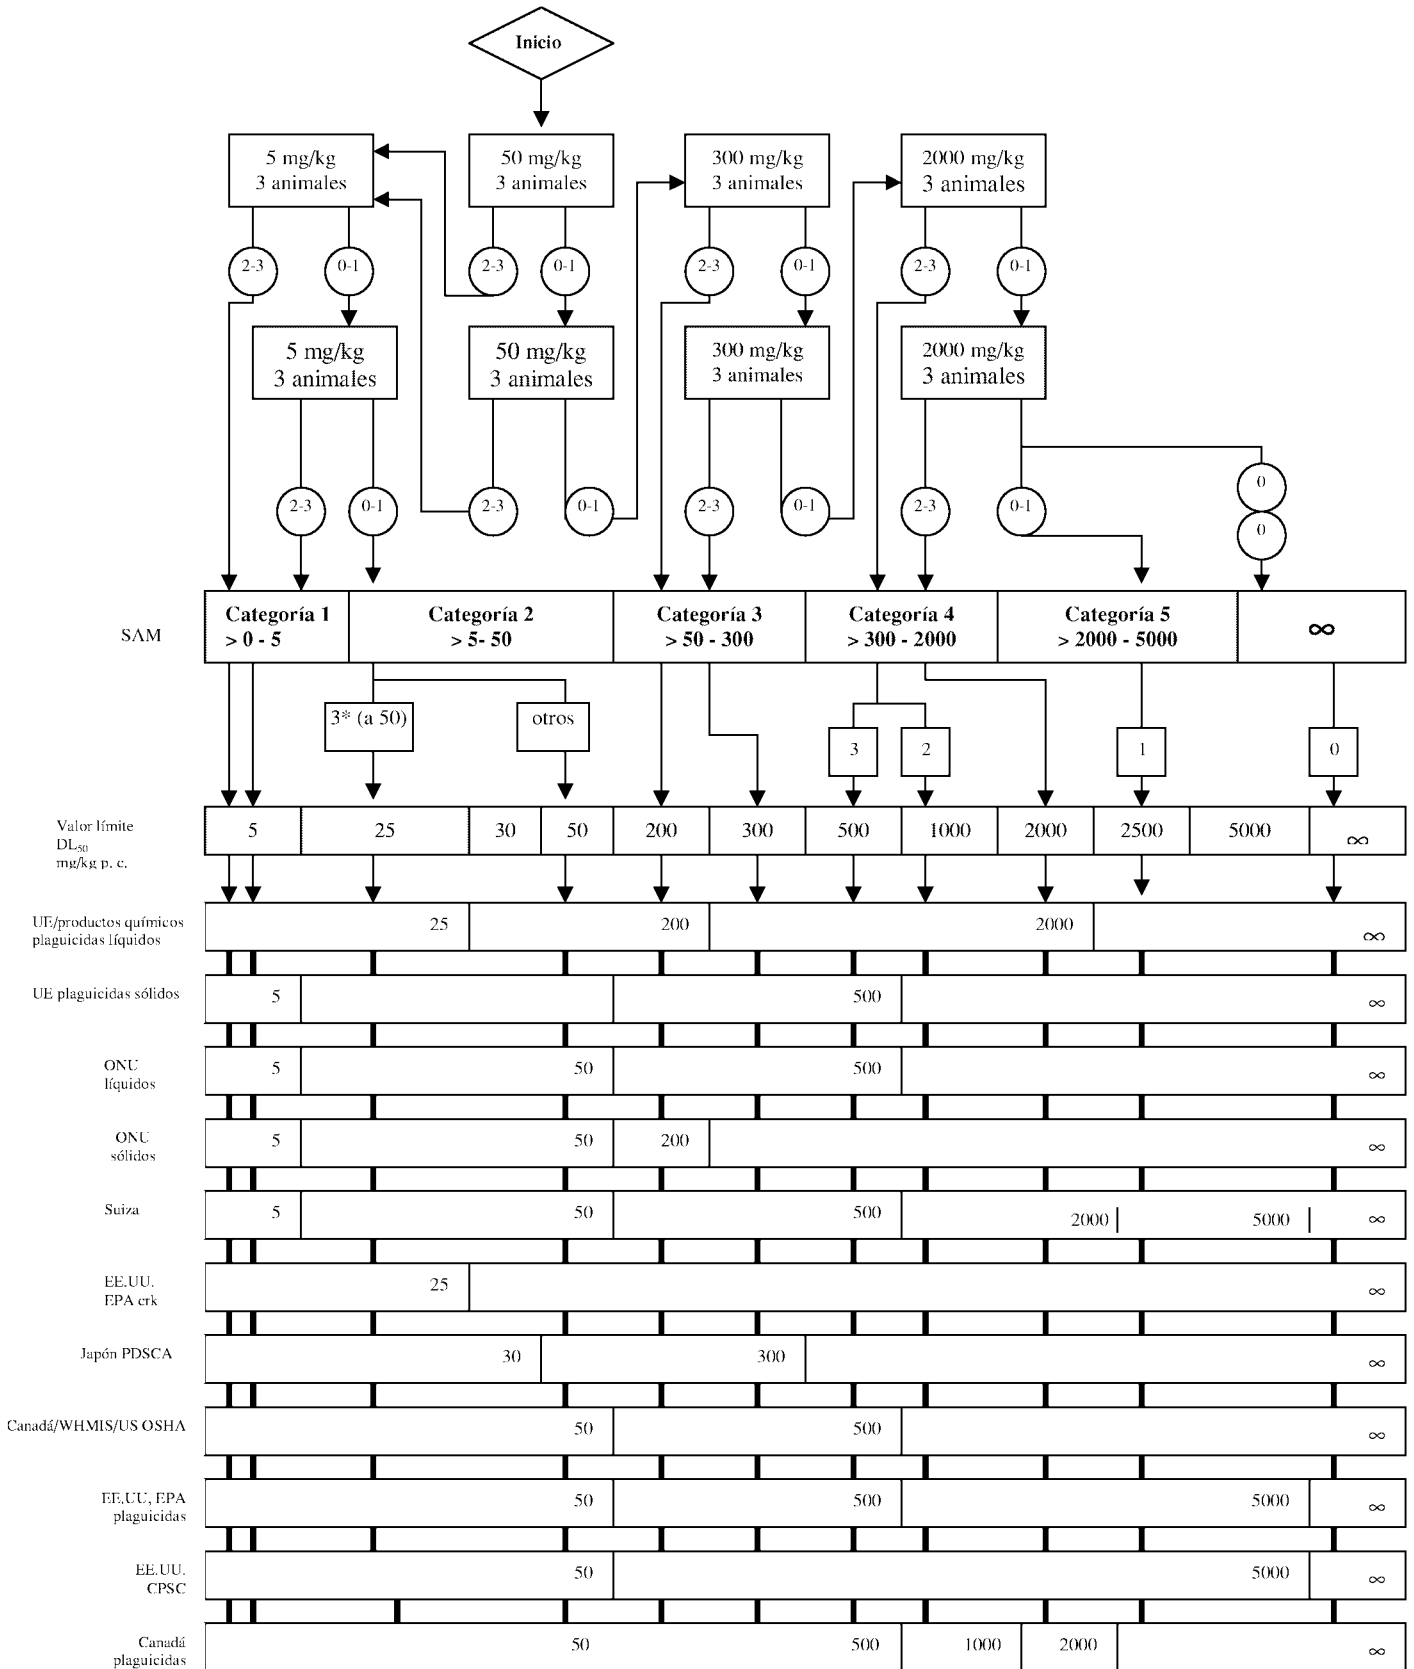 Inicio
5 mg/kg
3 animales
50 mg/kg
3 animales
300 mg/kg
3 animales
2000 mg/kg
3 animales
2-3
0-1
2-3
0-1
2-3
0-1
2-3
0-1
5 mg/kg
3 animales
50 mg/kg
3 animales
300 mg/kg
3 animales
2000 mg/kg
3 animales
2-3
0-1
2-3
0-1
2-3
0-1
2-3
0-1
0
0
SAM
Categoría 1
> 0 - 5
Categoría 2
> 5- 50
Categoría 3
> 50 - 300
Categoría 4
> 300 - 2000
Categoría 5
> 2000 - 5000
∞
3* (a 50)
otros
3
2
1
0
Valor límite
DL50
mg/kg p. c.
5
25
30
50
200
300
500
1000
2000
2500
5000
∞
UE/productos químicos
plaguicidas líquidos
25
200
2000
∞
UE plaguicidas sólidos
5
500
∞
ONU
líquidos
5
50
500
∞
ONU
sólidos
5
50
200
∞
Suiza
5
50
500
2000
5000
∞
EE.UU.
EPA crk
25
∞
Japón PDSCA
30
300
∞
Canadá/WHMIS/US OSHA
50
500
∞
EE.UU, EPA
plaguicidas
50
500
5000
∞
EE.UU.
CPSC
50
5000
∞
Canadá
plaguicidas
50
500
1000
2000
∞